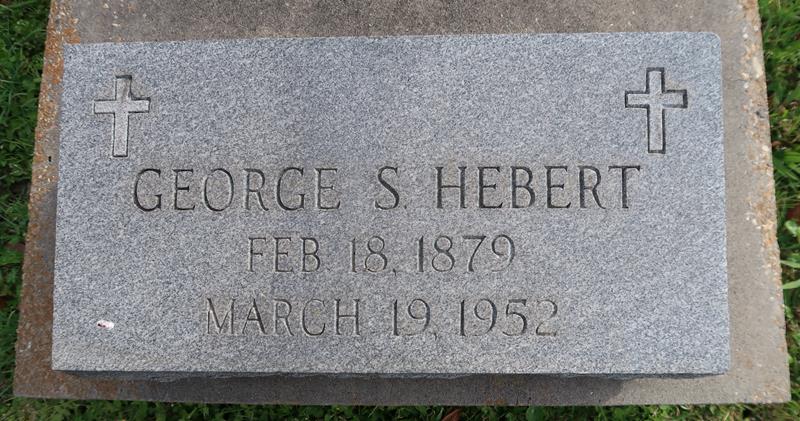 GEORGE S. HEBERT
FEB 18, 1879
MARCH 19, 1952